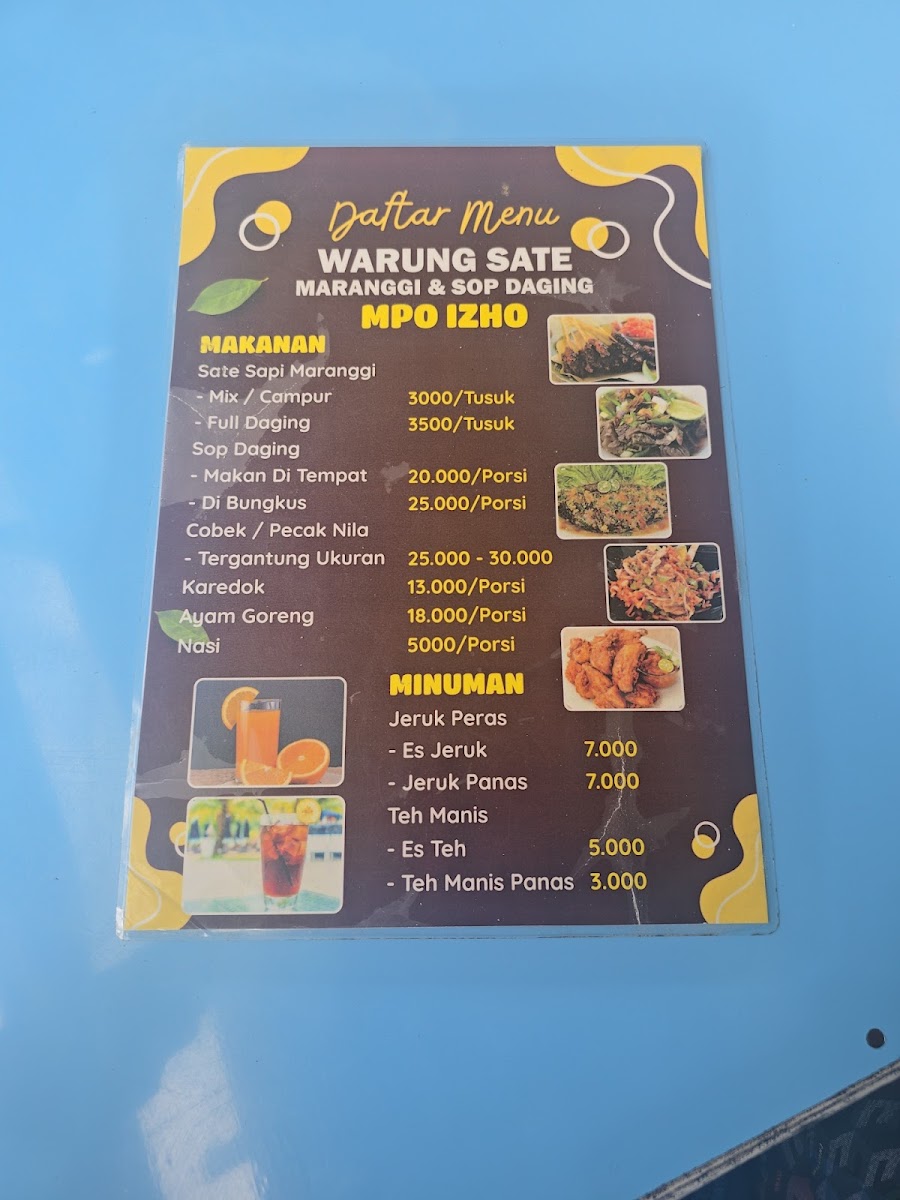 Daftar Menu
WARUNG SATE
MARANGGI & SOP DAGING
MPO IZHO
MAKANAN
Sate Sapi Maranggi
- Mix / Campur 3000/Tusuk
- Full Daging 3500/Tusuk
Sop Daging
- Makan Di Tempat 20.000/Porsi
- Di Bungkus 25.000/Porsi
Cobek / Pecak Nila
- Tergantung Ukuran 25.000 - 30.000
Karedok 13.000/Porsi
Ayam Goreng 18.000/Porsi
Nasi 5000/Porsi
MINUMAN
Jeruk Peras
- Es Jeruk 7.000
- Jeruk Panas 7.000
Teh Manis
- Es Teh 5.000
- Teh Manis Panas 3.000